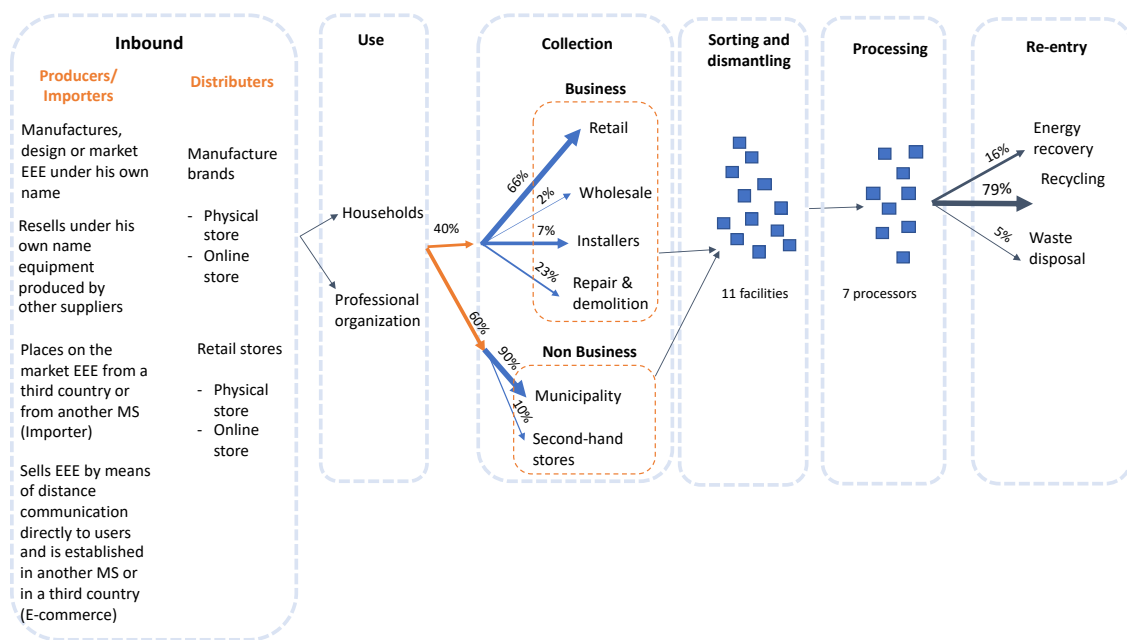 Inbound
Producers/
Importers
Manufactures,
design or market
EEE under his own
name
Resells under his
own name
equipment
produced by
other suppliers
Places on the
market EEE from a
third country or
from another MS
(Importer)
Sells EEE by means
of distance
communication
directly to users
and is established
in another MS or
in a third country
(E-commerce)
Distributers
Manufacture
brands
- Physical
store
- Online
store
Retail stores
- Physical
store
- Online
store
Use
Households
Professional
organization
40%
60%
Collection
Business
66%
Retail
2%
Wholesale
7%
Installers
23%
Repair &
demolition
Non Business
90%
Municipality
10%
Second-hand
stores
Sorting and
dismantling
11 facilities
Processing
7 processors
Re-entry
16%
Energy
recovery
79%
Recycling
5%
Waste
disposal